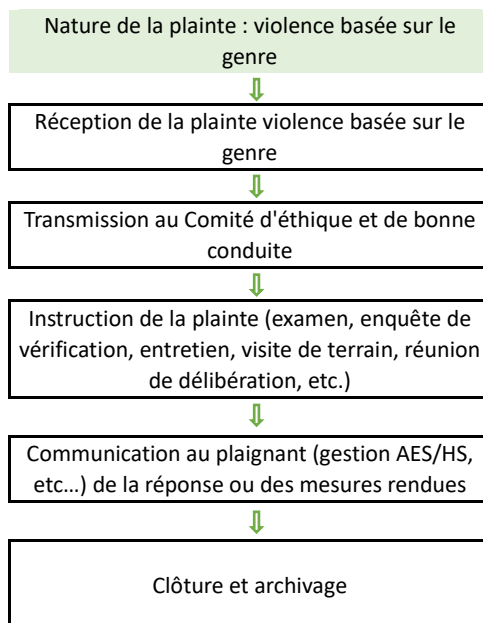 Nature de la plainte : violence basée sur le
genre
Réception de la plainte violence basée sur le
genre
Transmission au Comité d'éthique et de bonne
conduite
Instruction de la plainte (examen, enquête de
vérification, entretien, visite de terrain, réunion
de délibération, etc.)
Communication au plaignant (gestion AES/HS,
etc…) de la réponse ou des mesures rendues
Clôture et archivage